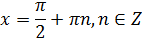 x = π/2 + πn, n ∈ Z